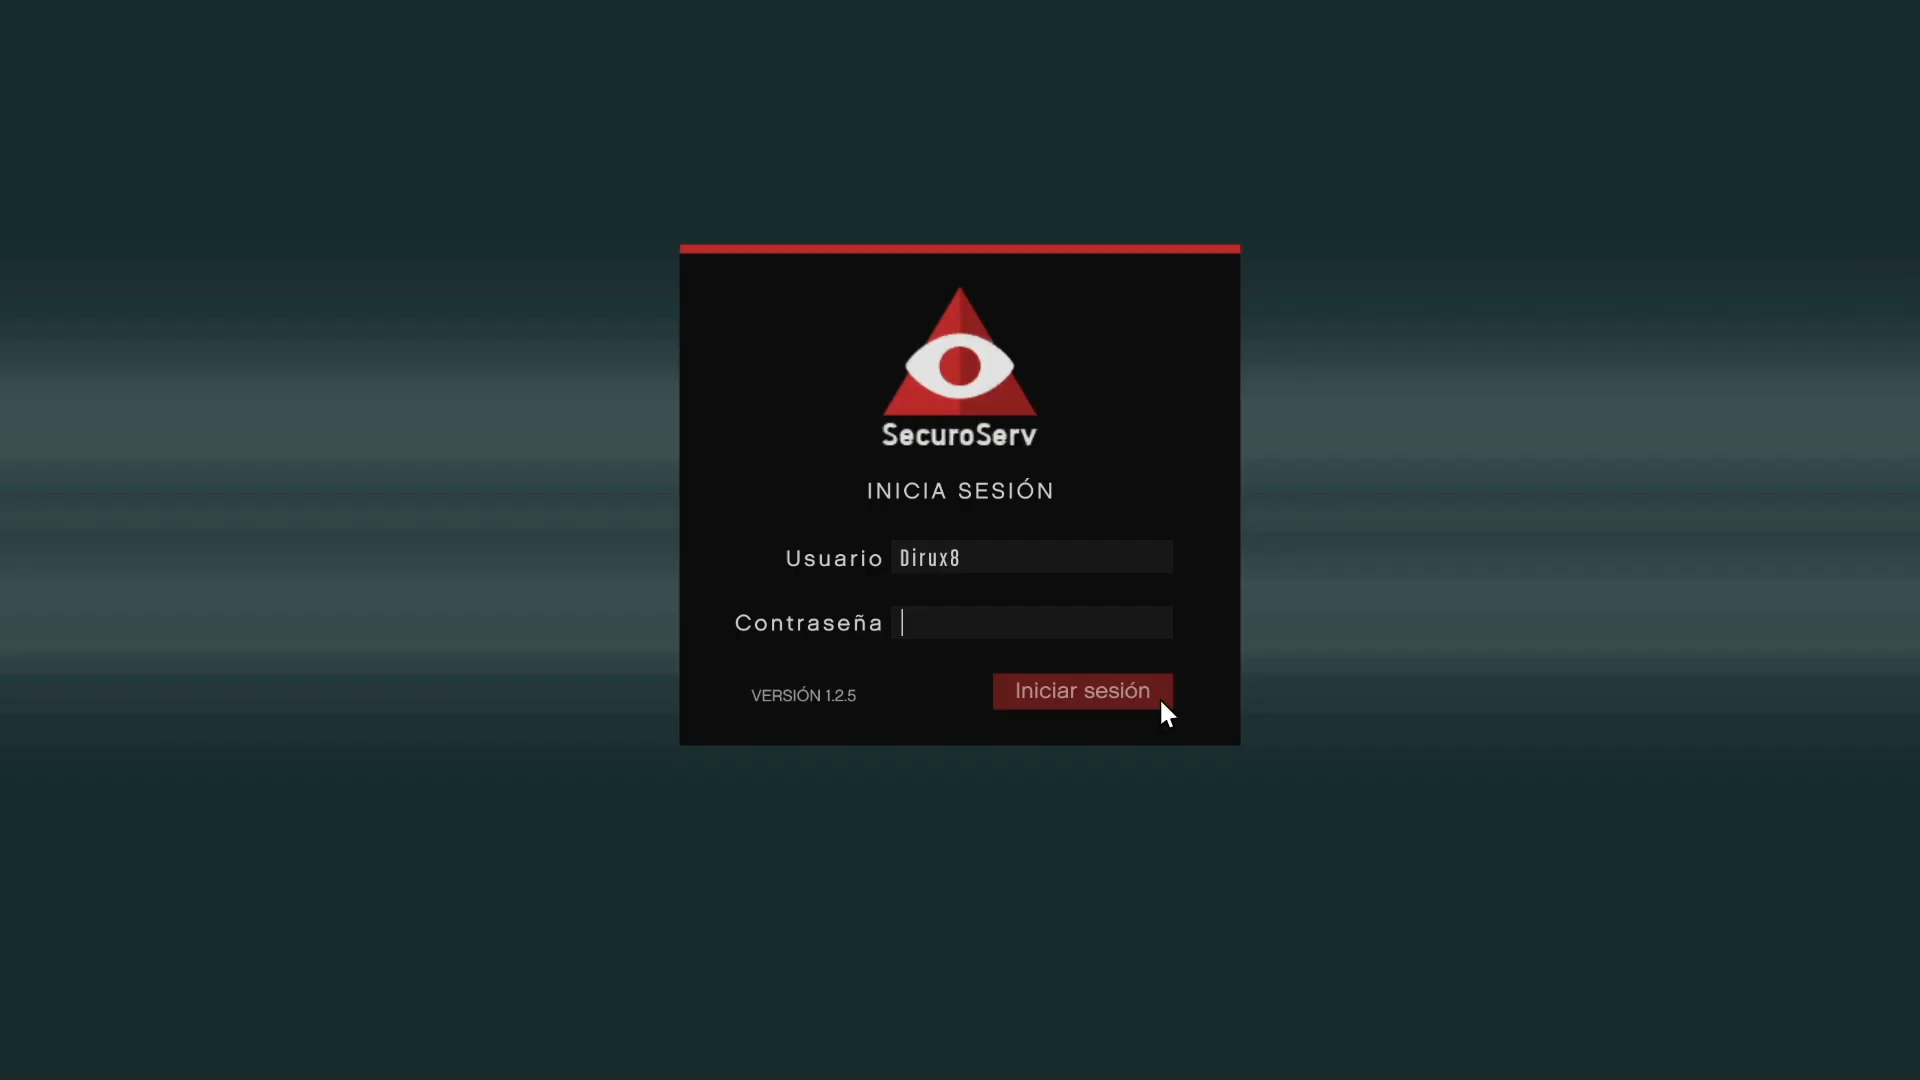 SecuroServ
INICIA SESIÓN
Usuario Dirux8
Contraseña
VERSIÓN 1.2.5
Iniciar sesión